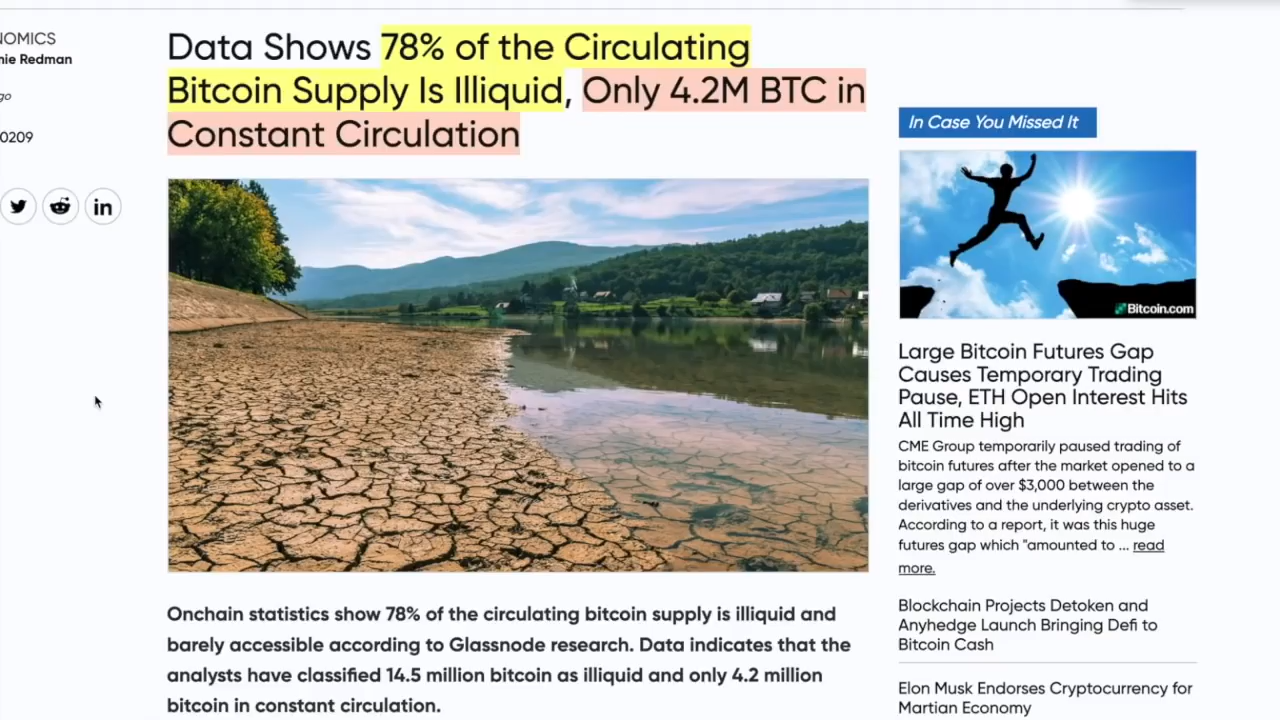 NOMICS
nie Redman
go
0209
Data Shows 78% of the Circulating
Bitcoin Supply Is Illiquid, Only 4.2M BTC in
Constant Circulation
in
Onchain statistics show 78% of the circulating bitcoin supply is illiquid and
barely accessible according to Glassnode research. Data indicates that the
analysts have classified 14.5 million bitcoin as illiquid and only 4.2 million
bitcoin in constant circulation.
In Case You Missed It
Bitcoin.com
Large Bitcoin Futures Gap
Causes Temporary Trading
Pause, ETH Open Interest Hits
All Time High
CME Group temporarily paused trading of
bitcoin futures after the market opened to a
large gap of over $3,000 between the
derivatives and the underlying crypto asset.
According to a report, it was this huge
futures gap which "amounted to ... read
more.
Blockchain Projects Detoken and
Anyhedge Launch Bringing Defi to
Bitcoin Cash
Elon Musk Endorses Cryptocurrency for
Martian Economy